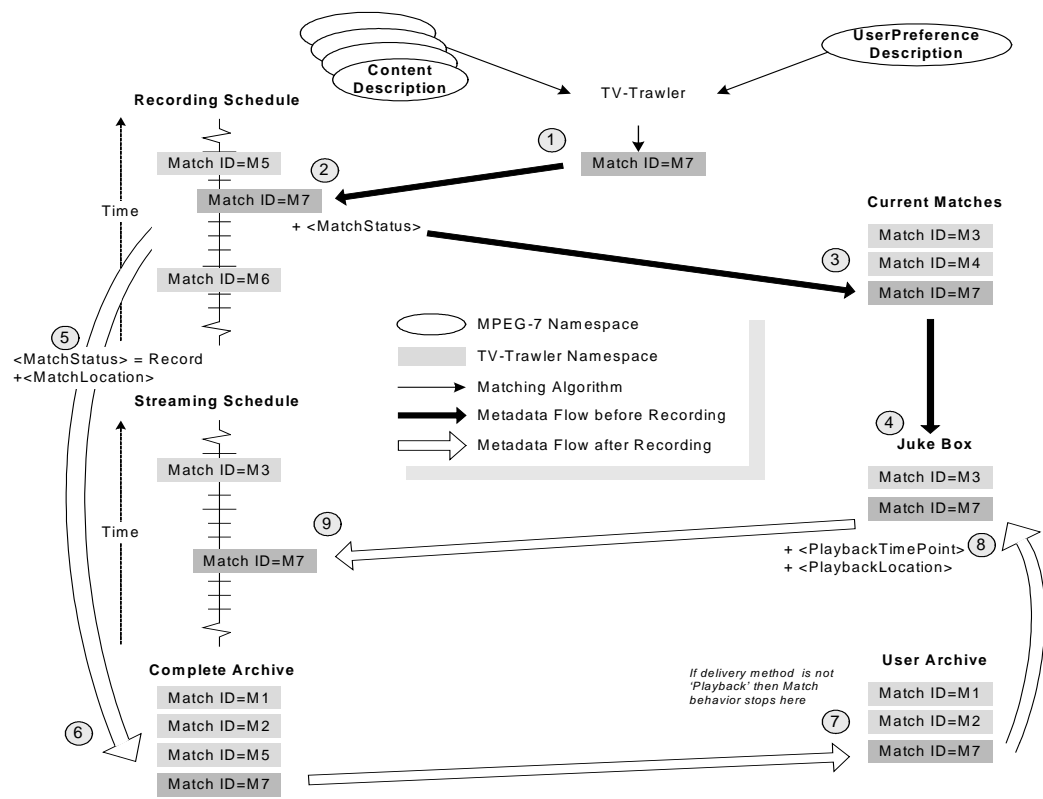 Content
Description
UserPreference
Description
TV-Trawler
Recording Schedule
1
Match ID=M7
2
Match ID=M5
Match ID=M7
Time
+ <MatchStatus>
Match ID=M6
Current Matches
Match ID=M3
Match ID=M4
Match ID=M7
3
5
<MatchStatus> = Record
+<MatchLocation>
MPEG-7 Namespace
TV-Trawler Namespace
Matching Algorithm
Metadata Flow before Recording
Metadata Flow after Recording
Streaming Schedule
Match ID=M3
Time
9
Match ID=M7
4
Juke Box
Match ID=M3
Match ID=M7
+ <PlaybackTimePoint>
+ <PlaybackLocation>
8
Complete Archive
Match ID=M1
Match ID=M2
Match ID=M5
Match ID=M7
6
If delivery method is not
‘Playback’ then Match
behavior stops here
7
User Archive
Match ID=M1
Match ID=M2
Match ID=M7